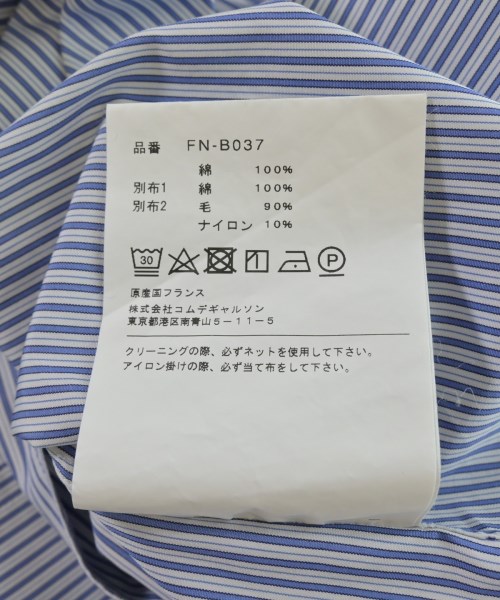 品番 FN-B037
綿 100%
別布1 綿 100%
別布2 毛 90%
ナイロン 10%
30 P
原産国フランス
株式会社コムデギャルソン
東京都港区南青山5-11-5
クリーニングの際、必ずネットを使用して下さい。
アイロン掛けの際、必ず当て布をして下さい。